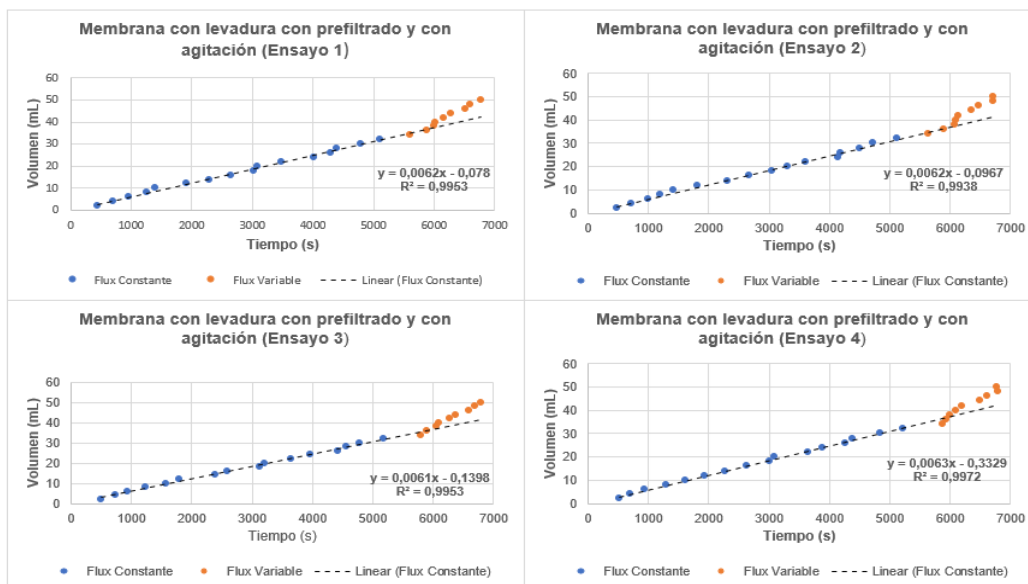 Membrana con levadura con prefiltrado y con
agitación (Ensayo 1)
60
50
40
30
20
10
0
Volumen (mL)
y = 0,0062x - 0,078
R² = 0,9953
0 1000 2000 3000 4000 5000 6000 7000
Tiempo (s)
Flux Constante Flux Variable Linear (Flux Constante)
Membrana con levadura con prefiltrado y con
agitación (Ensayo 2)
60
50
40
30
20
10
0
Volumen (mL)
y = 0,0062x - 0,0967
R² = 0,9938
0 1000 2000 3000 4000 5000 6000 7000
Tiempo (s)
Flux Constante Flux Variable Linear (Flux Constante)
Membrana con levadura con prefiltrado y con
agitación (Ensayo 3)
60
50
40
30
20
10
0
Volumen (mL)
y = 0,0061x - 0,1398
R² = 0,9953
0 1000 2000 3000 4000 5000 6000 7000
Tiempo (s)
Flux Constante Flux Variable Linear (Flux Constante)
Membrana con levadura con prefiltrado y con
agitación (Ensayo 4)
60
50
40
30
20
10
0
Volumen (mL)
y = 0,0063x - 0,3329
R² = 0,9972
0 1000 2000 3000 4000 5000 6000 7000
Tiempo (s)
Flux Constante Flux Variable Linear (Flux Constante)